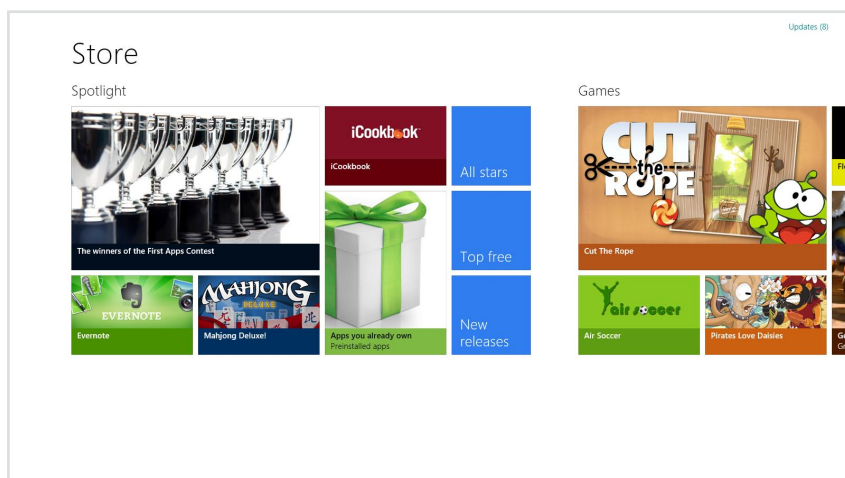 Updates (8)
Store
Spotlight
The winners of the First Apps Contest
iCookbook
iCookbook
All stars
Top free
New
releases
EVERNOTE
Evernote
MAHJONG
DELUXE
Mahjong Deluxe!
Apps you already own
Preinstalled apps
Games
CUT
the
ROPE
Cut The Rope
air soccer
Air Soccer
Pirates Love Daisies